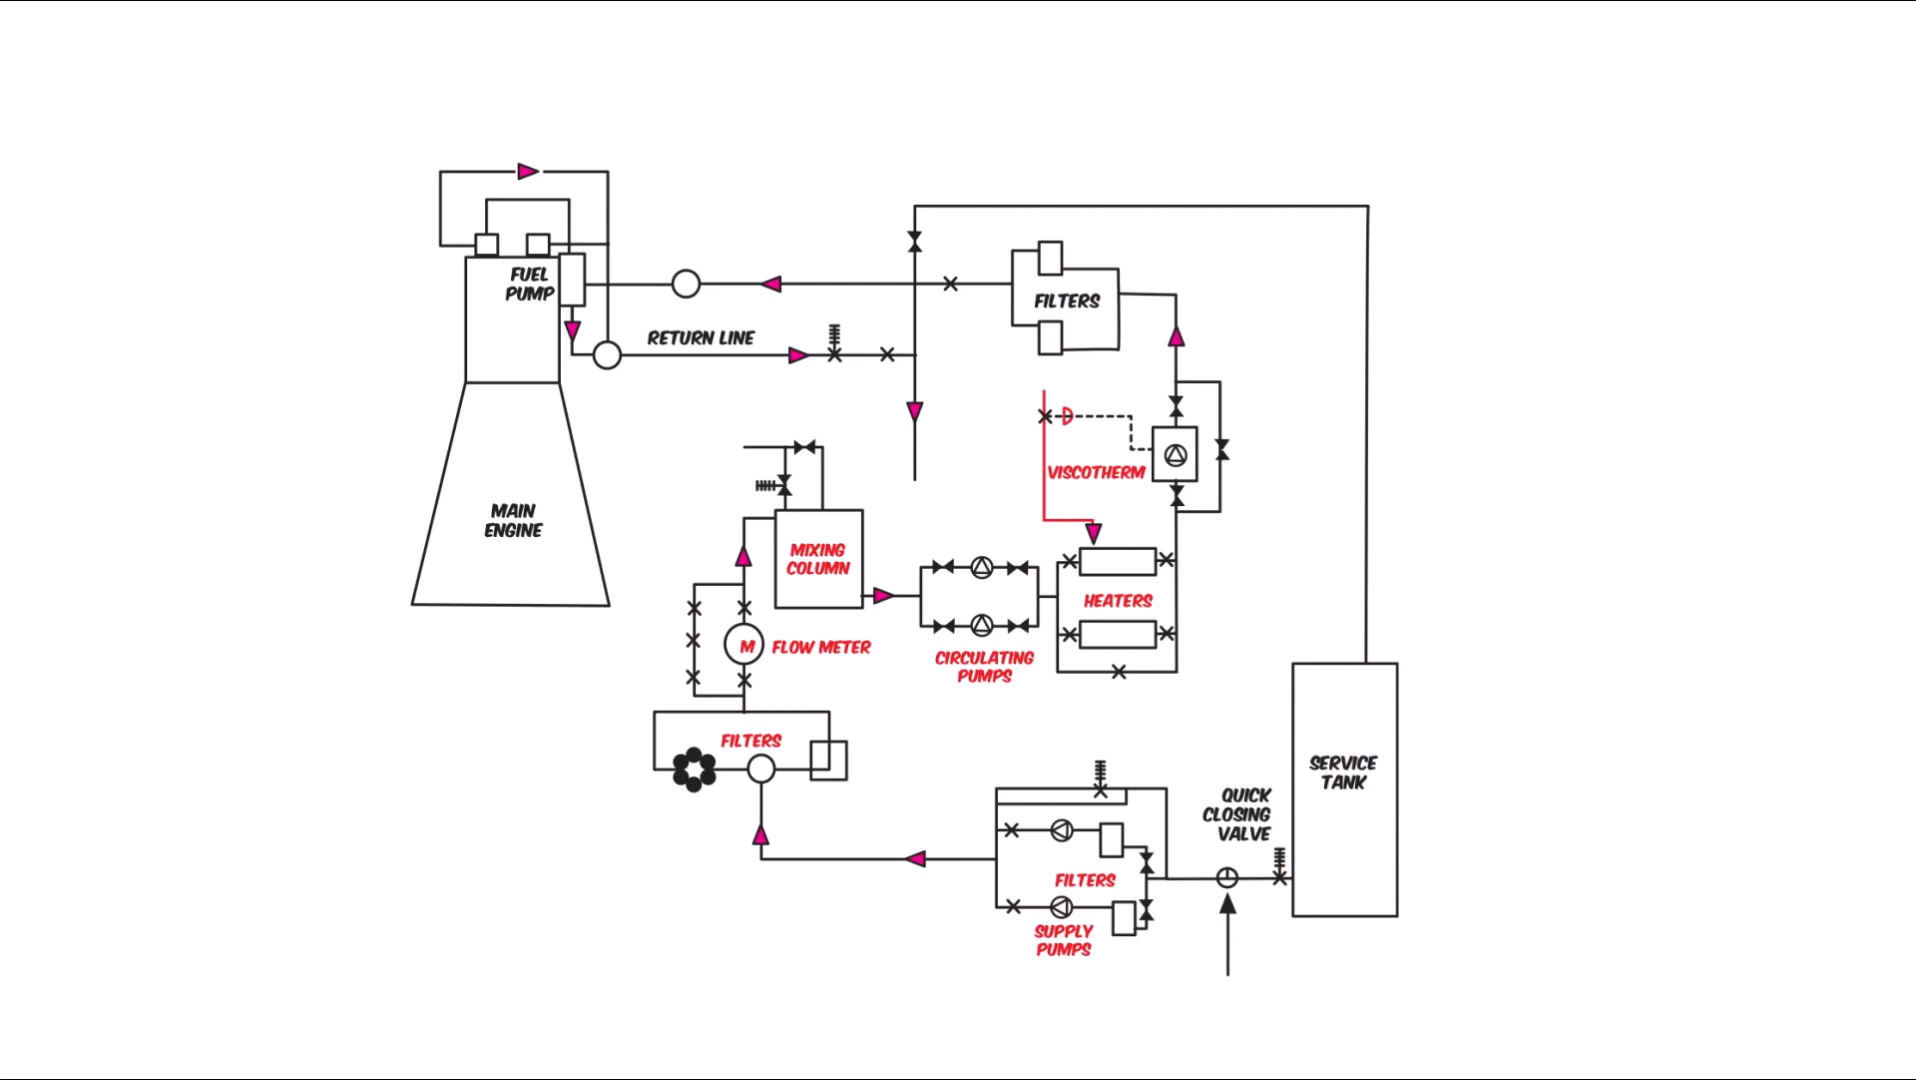 FUEL
PUMP
RETURN LINE
FILTERS
MAIN
ENGINE
VISCOTHERM
MIXING
COLUMN
HEATERS
M
FLOW METER
CIRCULATING
PUMPS
FILTERS
SERVICE
TANK
QUICK
CLOSING
VALVE
FILTERS
SUPPLY
PUMPS